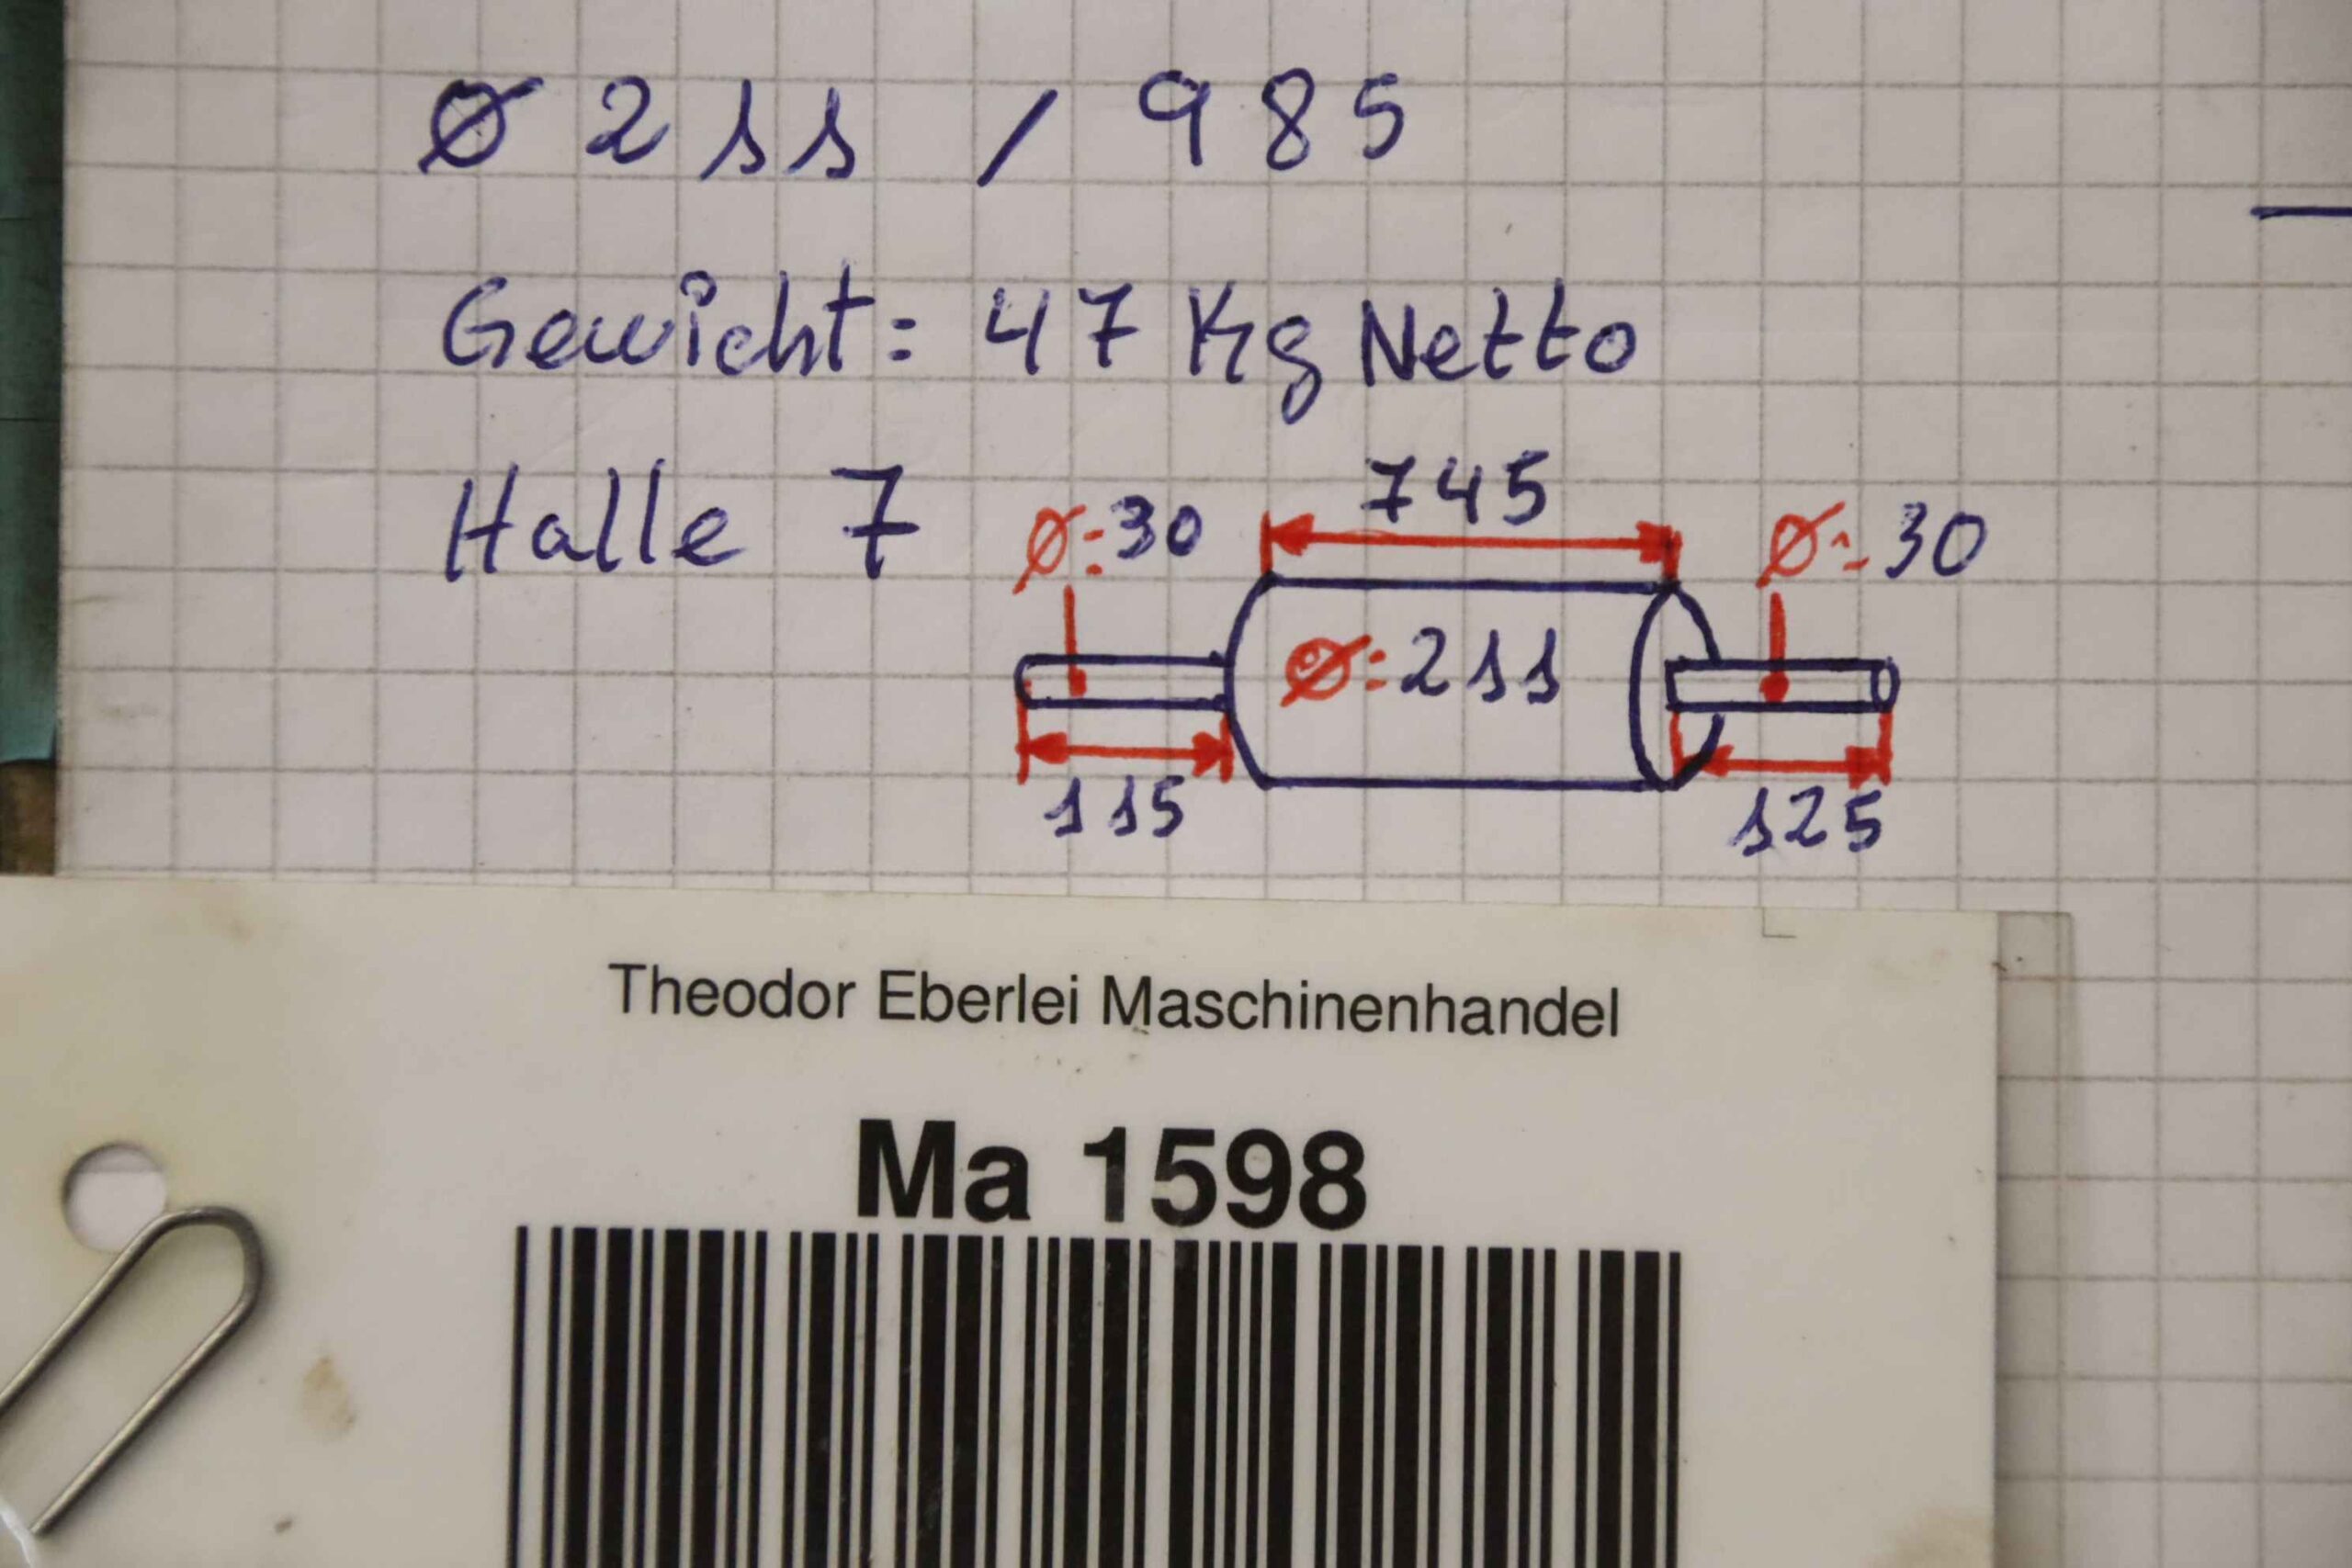 Ø 211 / 985
Gewicht: 47 Kg Netto
Halle 7
Ø: 30
745
Ø: 30
Ø: 211
115
125
Theodor Eberlei Maschinenhandel
Ma 1598